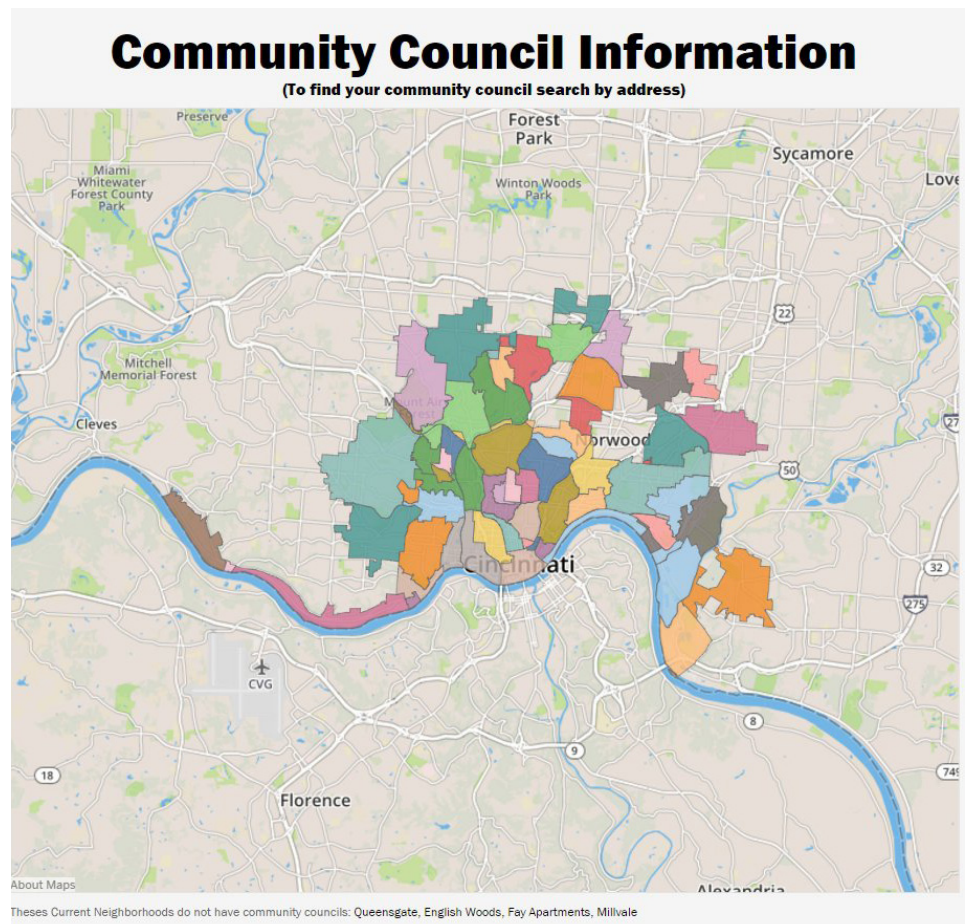 Community Council Information
(To find your community council search by address)
Preserve
Forest
Park
Sycamore
Miami
Whitewater
Forest County
Park
Winton Woods
Park
Love
22
Mitchell
Memorial Forest
Cleves
Norwood
27
50
Cincinnati
32
275
CVG
8
9
18
749
Florence
Alexandria
About Maps
Theses Current Neighborhoods do not have community councils: Queensgate, English Woods, Fay Apartments, Millvale